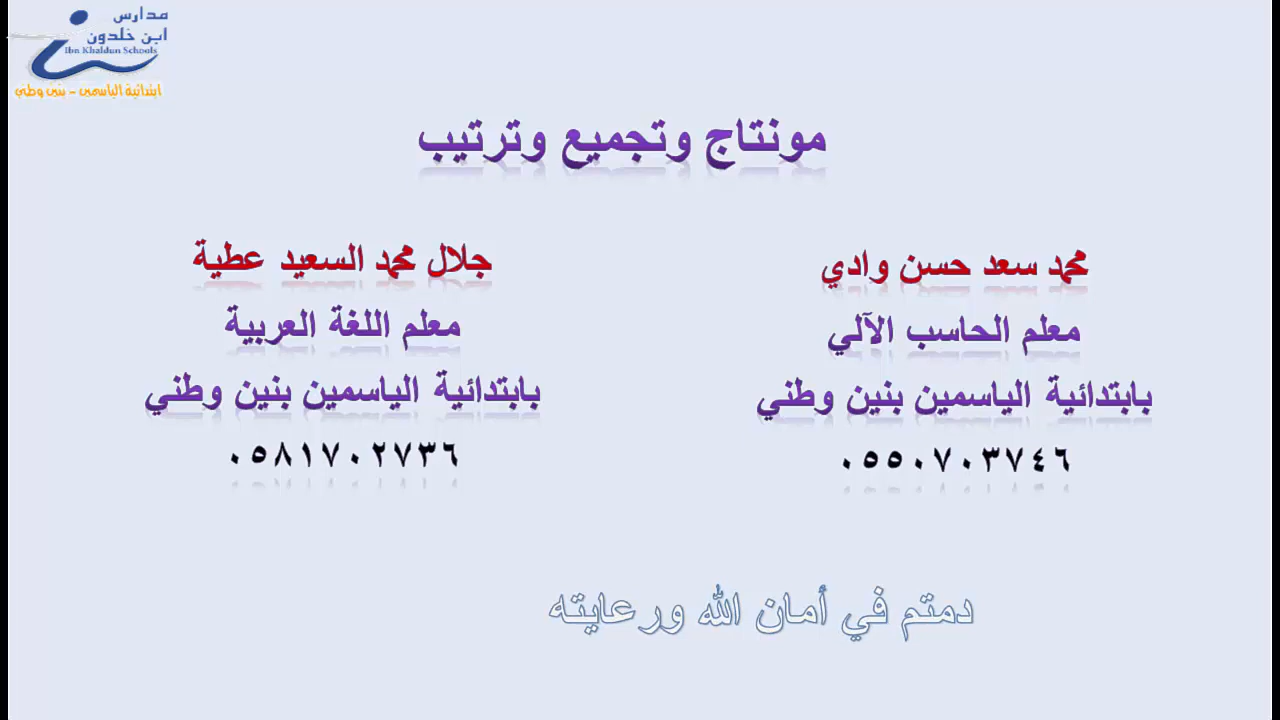 مدارس
ابن خلدون
Ibn Khaldun Schools
ابتدائية الياسمين - بنين وطني
مونتاج وتجميع وترتيب
محمد سعد حسن وادي
معلم الحاسب الآلي
بابتدائية الياسمين بنين وطني
٠٥٥٠٧٠٣٧٤٦
جلال محمد السعيد عطية
معلم اللغة العربية
بابتدائية الياسمين بنين وطني
٠٥٨١٧٠٢٧٣٦
دمتم في أمان الله ورعايته